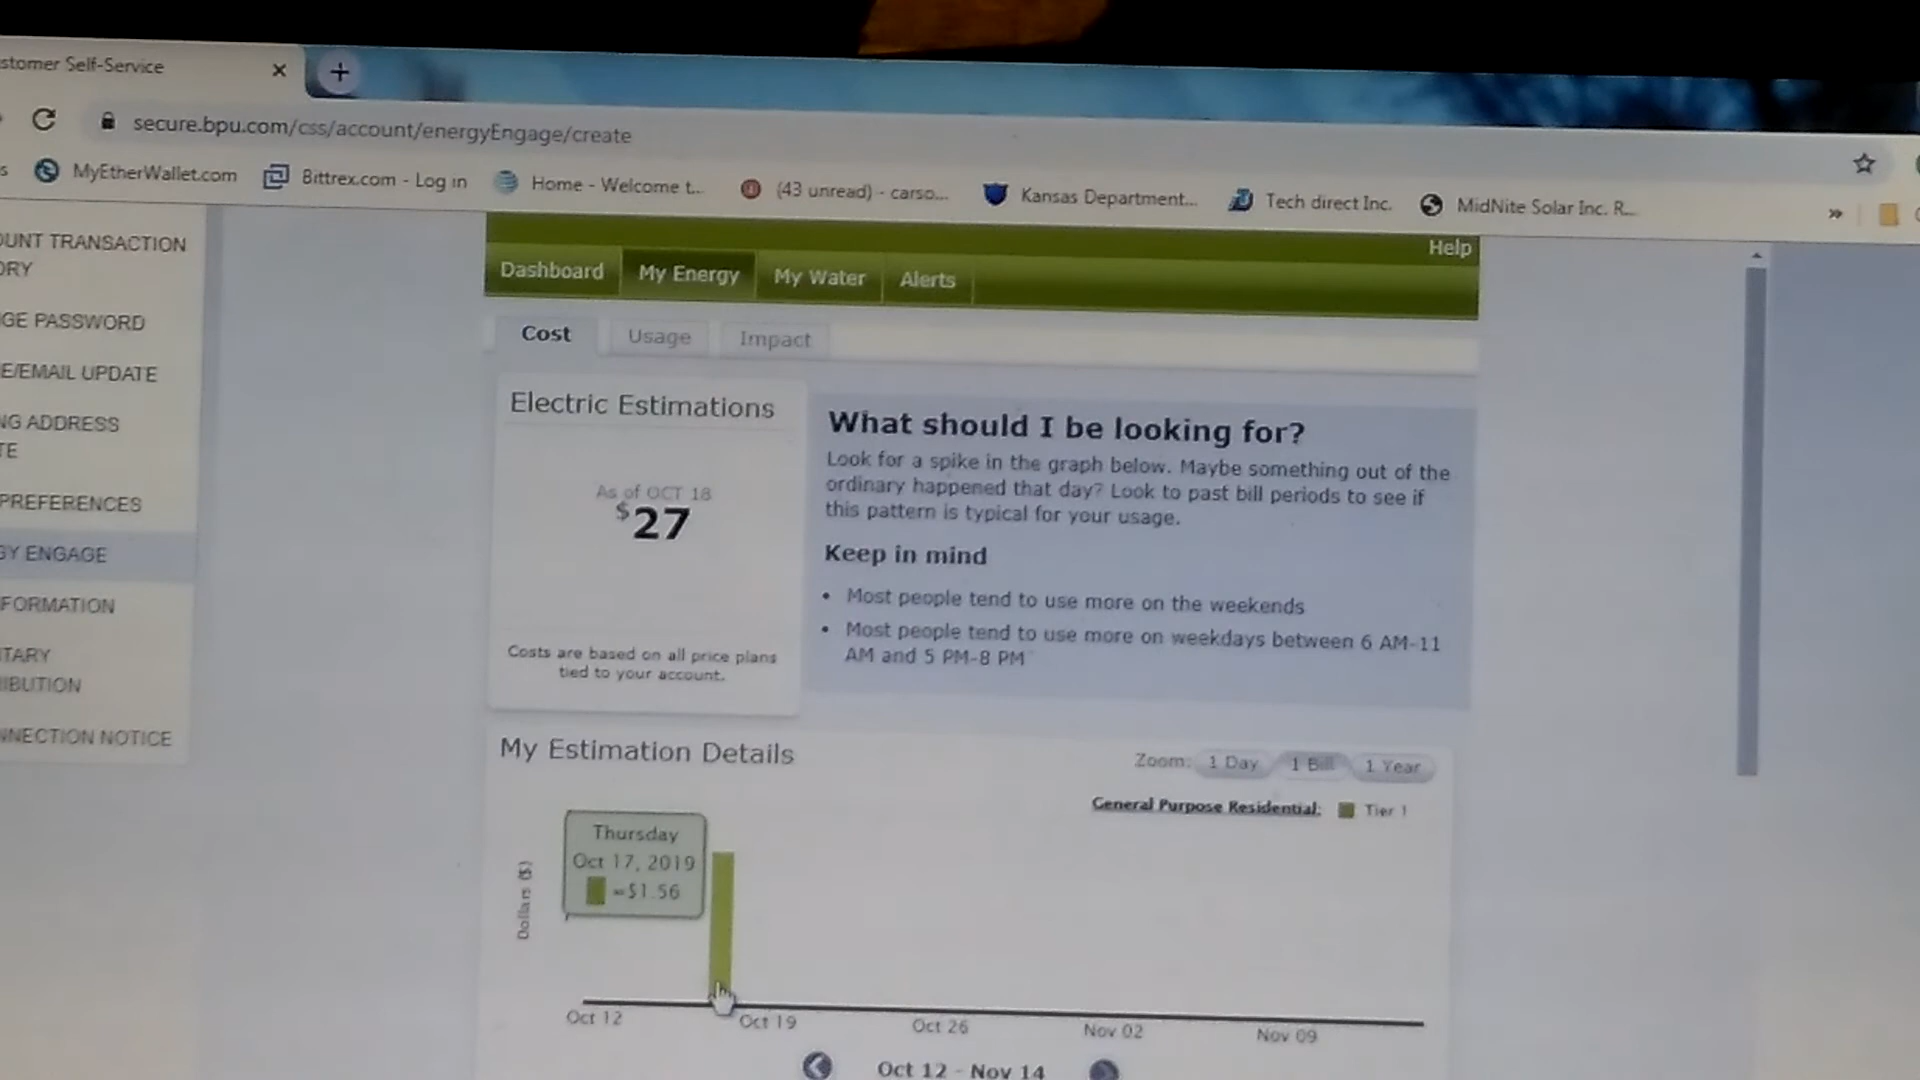 stomer Self-Service
secure.bpu.com/css/account/energyEngage/create
s MyEtherWallet.com Bittrex.com - Log in Home - Welcome t... (43 unread) - carso... Kansas Department... Tech direct Inc. MidNite Solar Inc. R... »
OUNT TRANSACTION
ORY
GE PASSWORD
E/EMAIL UPDATE
NG ADDRESS
TE
PREFERENCES
GY ENGAGE
FORMATION
TARY
IBUTION
NNECTION NOTICE
Help
Dashboard My Energy My Water Alerts
Cost Usage Impact
Electric Estimations
As of OCT 18
$27
Costs are based on all price plans
tied to your account.
What should I be looking for?
Look for a spike in the graph below. Maybe something out of the
ordinary happened that day? Look to past bill periods to see if
this pattern is typical for your usage.
Keep in mind
• Most people tend to use more on the weekends
• Most people tend to use more on weekdays between 6 AM-11
AM and 5 PM-8 PM
My Estimation Details
Zoom: 1 Day 1 Bill 1 Year
General Purpose Residential: Tier 1
Thursday
Oct 17, 2019
=$1.56
Dollars ($)
Oct 12 Oct 19 Oct 26 Nov 02 Nov 09
Oct 12 - Nov 14